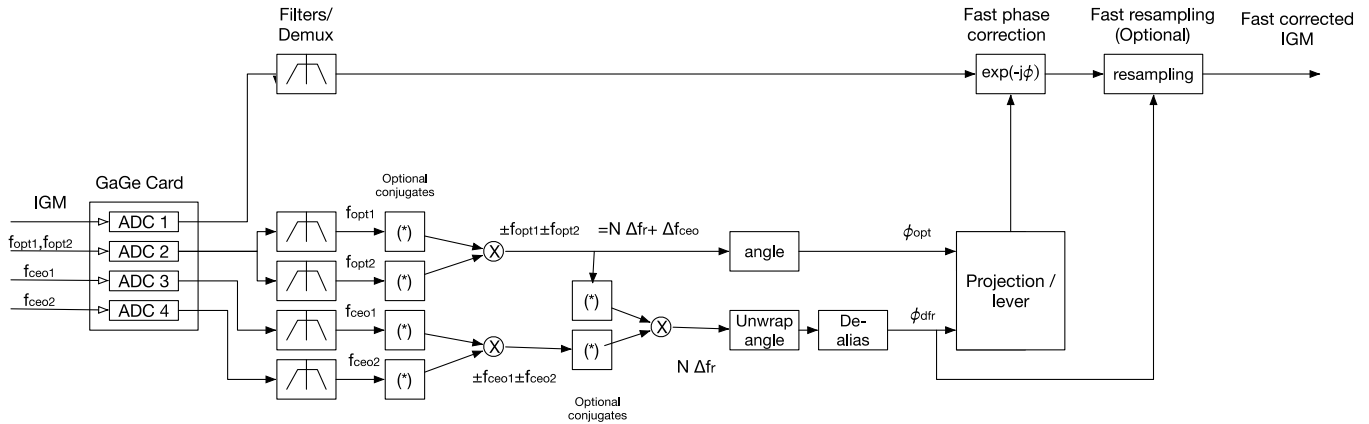 Filters/
Demux
Fast phase
correction
Fast resampling
(Optional)
Fast corrected
IGM
exp(-jϕ)
resampling
GaGe Card
Optional
conjugates
IGM
ADC 1
fopt1
(*)
±fopt1±fopt2
=N Δfr+ Δfceo
fopt1,fopt2
ADC 2
angle
ϕopt
fceo1
ADC 3
fopt2
(*)
fceo2
ADC 4
(*)
Projection /
lever
fceo1
(*)
(*)
Unwrap
angle
De-
alias
ϕdfr
fceo2
(*)
±fceo1±fceo2
N Δfr
Optional
conjugates
X
X
X